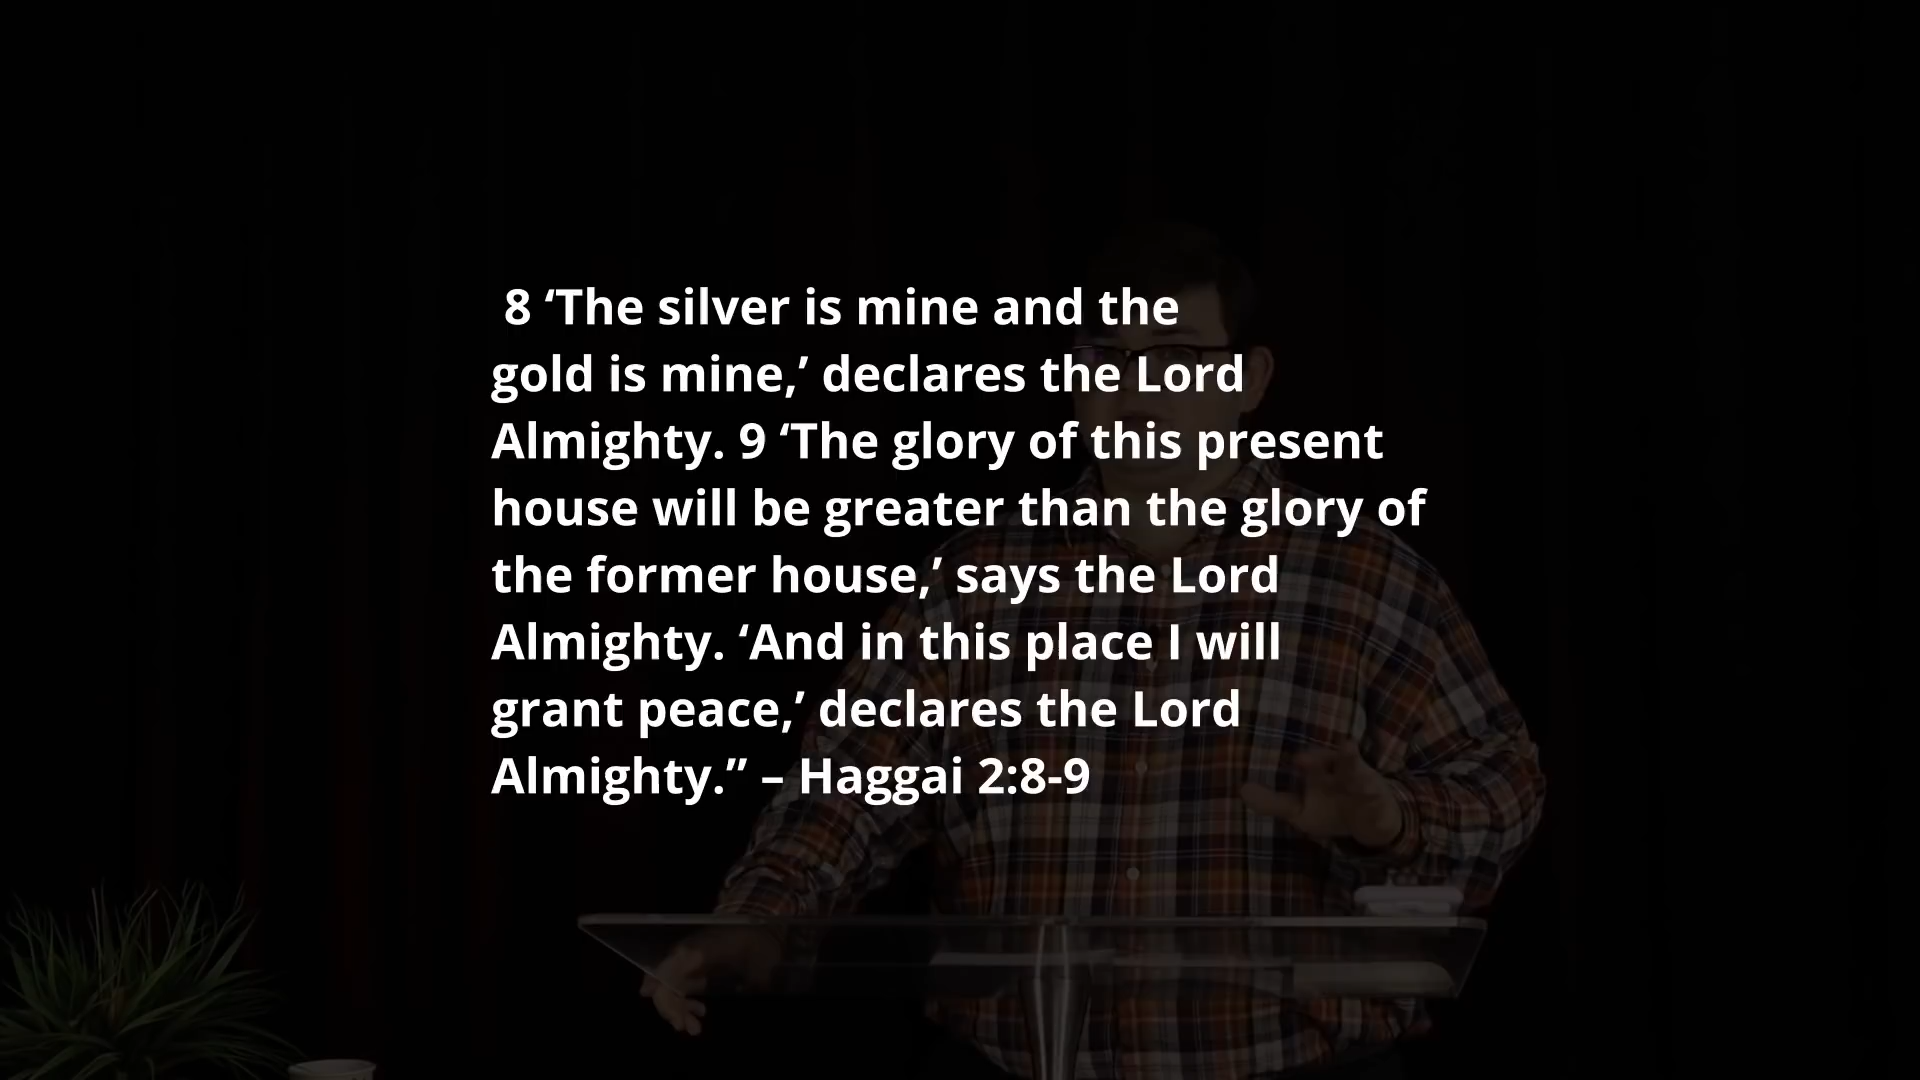 8 ‘The silver is mine and the
gold is mine,’ declares the Lord
Almighty. 9 ‘The glory of this present
house will be greater than the glory of
the former house,’ says the Lord
Almighty. ‘And in this place I will
grant peace,’ declares the Lord
Almighty.” – Haggai 2:8-9